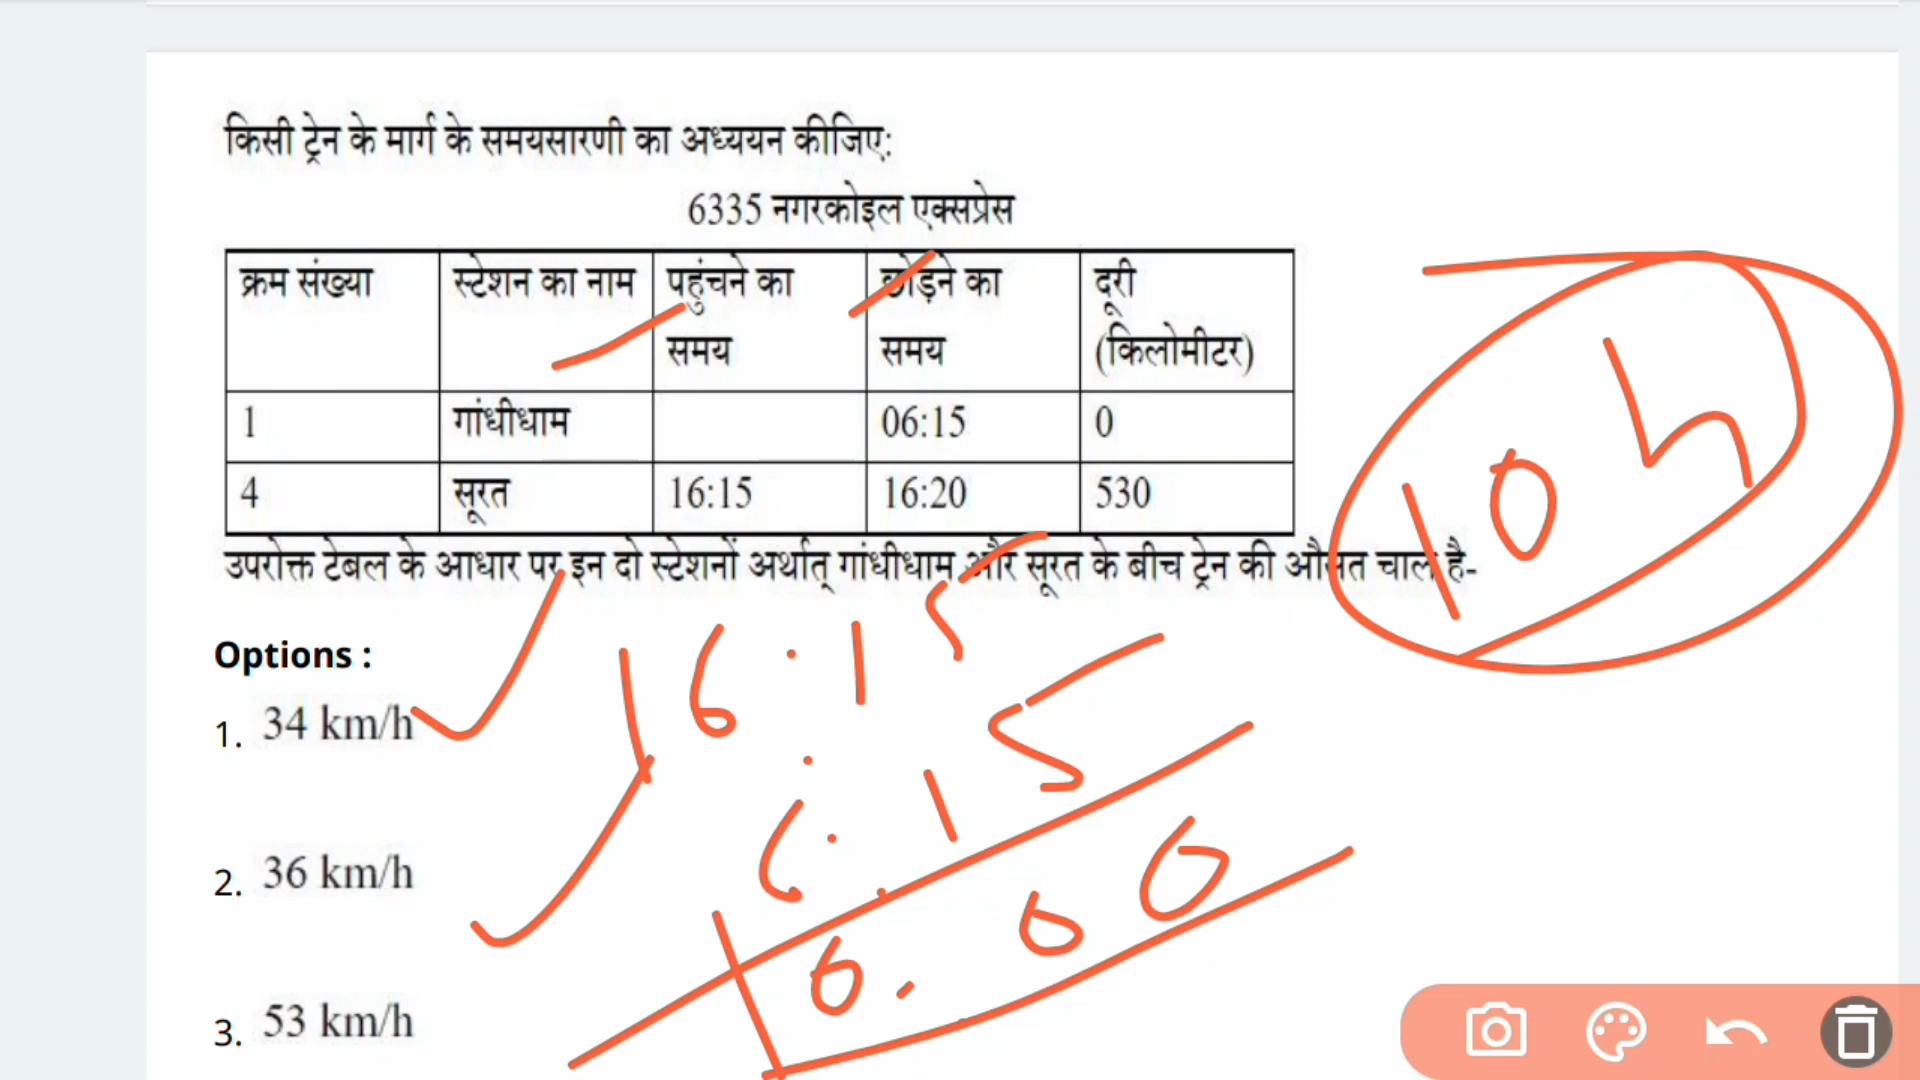 किसी ट्रेन के मार्ग के समयसारणी का अध्ययन कीजिए:
6335 नगरकोइल एक्सप्रेस
क्रम संख्या स्टेशन का नाम पहुंचने का समय छोड़ने का समय दूरी (किलोमीटर)
1 गांधीधाम 06:15 0
4 सूरत 16:15 16:20 530
उपरोक्त टेबल के आधार पर इन दो स्टेशनों अर्थात् गांधीधाम और सूरत के बीच ट्रेन की औसत चाल है-
10 h
Options :
1. 34 km/h
2. 36 km/h
3. 53 km/h
16:15
6:15
10.00